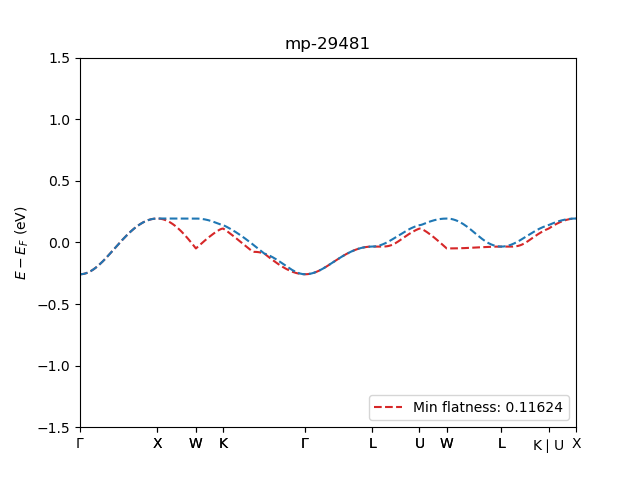 mp-29481
1.5
1.0
0.5
0.0
−0.5
−1.0
−1.5
E − E_F (eV)
Min flatness: 0.11624
Γ X W K Γ L U W L K | U X